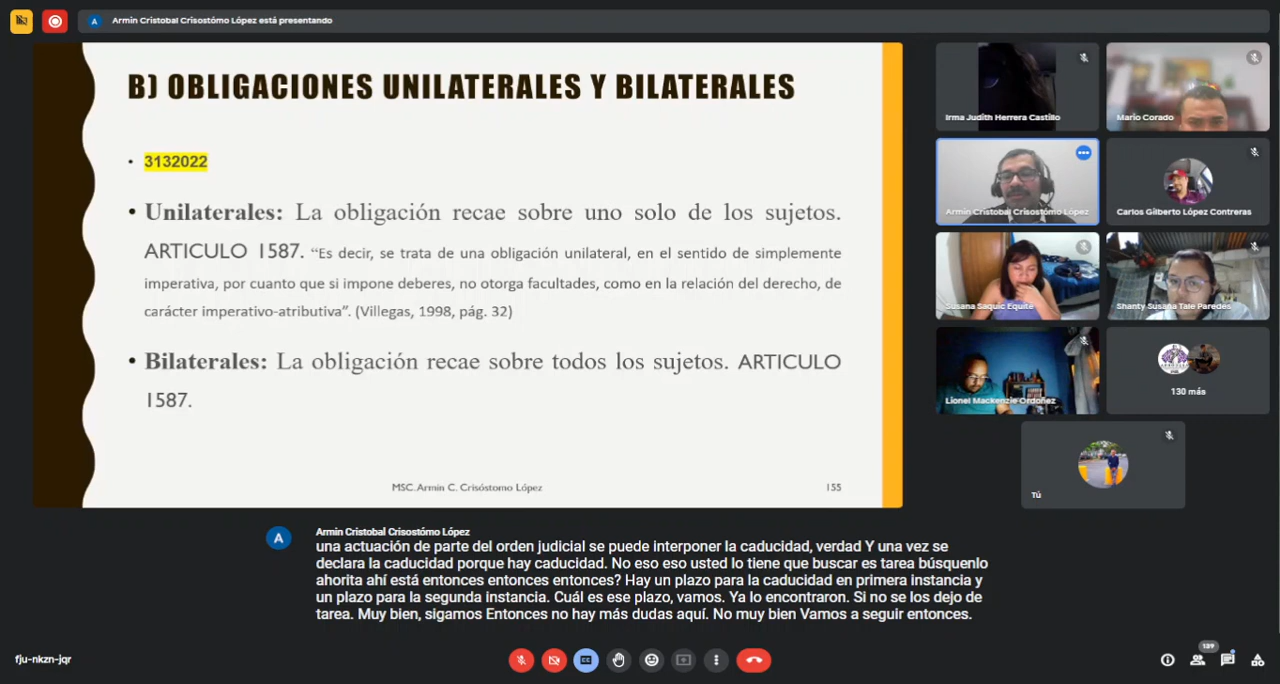 A Armin Cristobal Crisostómo López está presentando
B) OBLIGACIONES UNILATERALES Y BILATERALES
• 3132022
• Unilaterales: La obligación recae sobre uno solo de los sujetos.
ARTICULO 1587. “Es decir, se trata de una obligación unilateral, en el sentido de simplemente
imperativa, por cuanto que si impone deberes, no otorga facultades, como en la relación del derecho, de
carácter imperativo-atributiva”. (Villegas, 1998, pág. 32)
• Bilaterales: La obligación recae sobre todos los sujetos. ARTICULO
1587.
MSC.Armin C. Crisóstomo López
155
Irma Judith Herrera Castillo
Mario Corado
Armin Cristobal Crisostómo López
Carlos Gilberto López Contreras
Susana Saquic Equite
Shanty Susana Tale Paredes
Lionel Mackenzie Ordoñez
130 más
Tú
A
Armin Cristobal Crisostómo López
una actuación de parte del orden judicial se puede interponer la caducidad, verdad Y una vez se
declara la caducidad porque hay caducidad. No eso eso usted lo tiene que buscar es tarea búsquenlo
ahorita ahí está entonces entonces entonces? Hay un plazo para la caducidad en primera instancia y
un plazo para la segunda instancia. Cuál es ese plazo, vamos. Ya lo encontraron. Si no se los dejo de
tarea. Muy bien, sigamos Entonces no hay más dudas aquí. No muy bien Vamos a seguir entonces.
fju-nkzn-jqr
CC
139